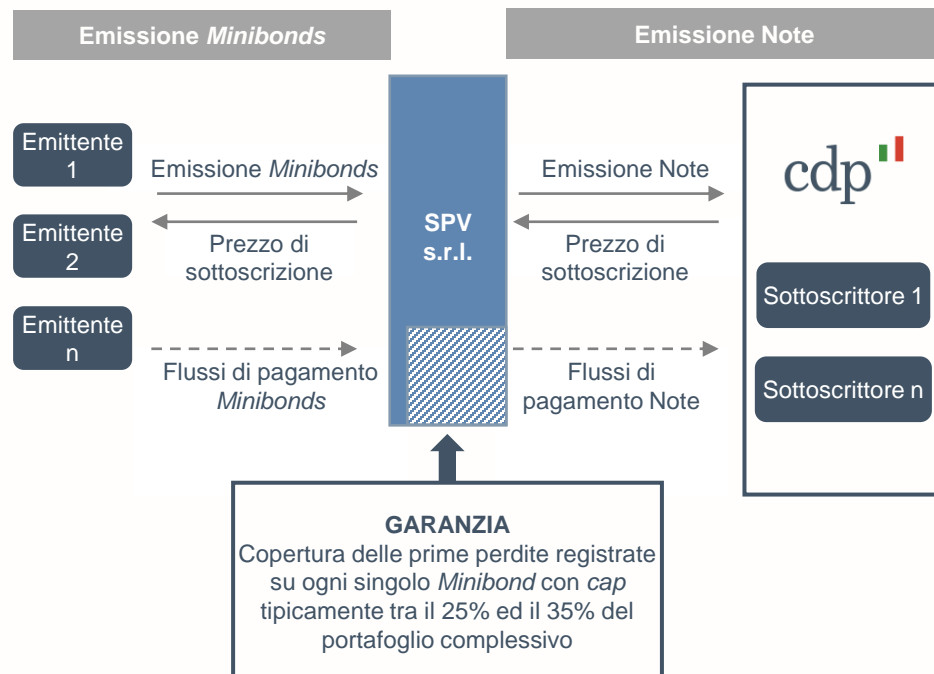 Emissione Minibonds
Emissione Note
Emittente
1
Emittente
2
Emittente
n
Emissione Minibonds
Prezzo di
sottoscrizione
Flussi di pagamento
Minibonds
SPV
s.r.l.
Emissione Note
Prezzo di
sottoscrizione
Flussi di
pagamento Note
cdp
Sottoscrittore 1
Sottoscrittore n
GARANZIA
Copertura delle prime perdite registrate
su ogni singolo Minibond con cap
tipicamente tra il 25% ed il 35% del
portafoglio complessivo